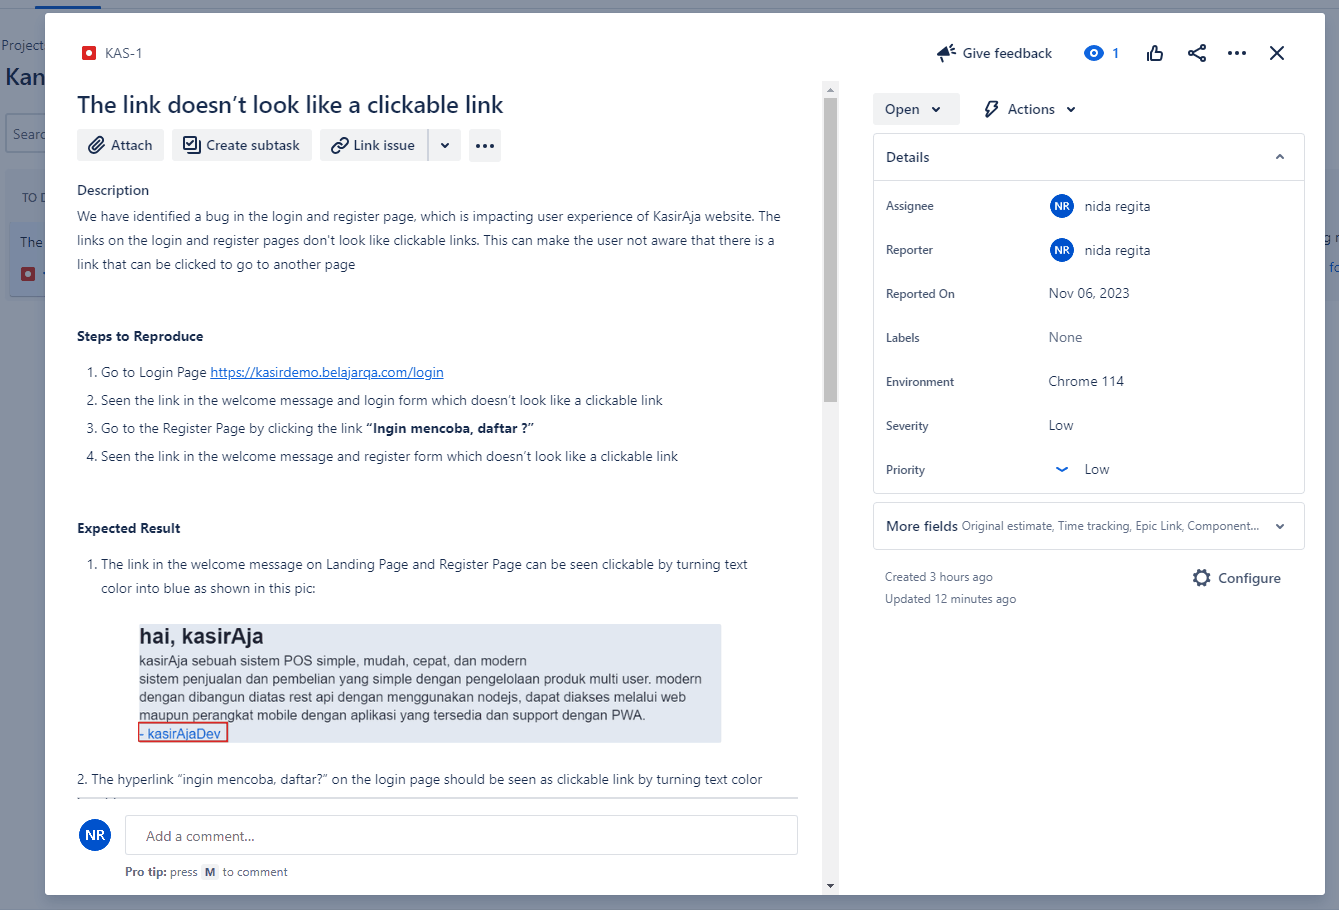 Project
Kan
Searc
TO D
The
KAS-1
Give feedback
1
The link doesn’t look like a clickable link
Attach
Create subtask
Link issue
Description
We have identified a bug in the login and register page, which is impacting user experience of KasirAja website. The
links on the login and register pages don't look like clickable links. This can make the user not aware that there is a
link that can be clicked to go to another page
Steps to Reproduce
1. Go to Login Page https://kasirdemo.belajarqa.com/login
2. Seen the link in the welcome message and login form which doesn’t look like a clickable link
3. Go to the Register Page by clicking the link “Ingin mencoba, daftar ?”
4. Seen the link in the welcome message and register form which doesn’t look like a clickable link
Expected Result
1. The link in the welcome message on Landing Page and Register Page can be seen clickable by turning text
color into blue as shown in this pic:
hai, kasirAja
kasirAja sebuah sistem POS simple, mudah, cepat, dan modern
sistem penjualan dan pembelian yang simple dengan pengelolaan produk multi user. modern
dengan dibangun diatas rest api dengan menggunakan nodejs, dapat diakses melalui web
maupun perangkat mobile dengan aplikasi yang tersedia dan support dengan PWA.
- kasirAjaDev
2. The hyperlink “ingin mencoba, daftar?” on the login page should be seen as clickable link by turning text color
NR
Add a comment...
Pro tip: press M to comment
Open
Actions
Details
Assignee NR nida regita
Reporter NR nida regita
Reported On Nov 06, 2023
Labels None
Environment Chrome 114
Severity Low
Priority Low
More fields Original estimate, Time tracking, Epic Link, Component...
Created 3 hours ago
Updated 12 minutes ago
Configure